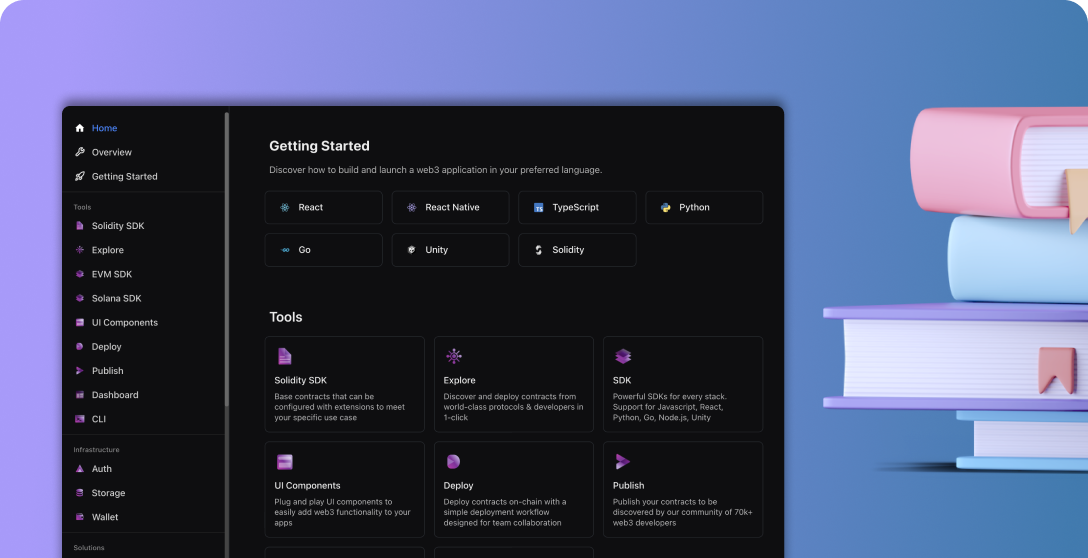 Home
Overview
Getting Started
Tools
Solidity SDK
Explore
EVM SDK
Solana SDK
UI Components
Deploy
Publish
Dashboard
CLI
Infrastructure
Auth
Storage
Wallet
Solutions
Getting Started
Discover how to build and launch a web3 application in your preferred language.
React
React Native
TS
TypeScript
Python
Go
Unity
Solidity
Tools
Solidity SDK
Base contracts that can be
configured with extensions to meet
your specific use case
Explore
Discover and deploy contracts from
world-class protocols & developers in
1-click
SDK
Powerful SDKs for every stack.
Support for Javascript, React,
Python, Go, Node.js, Unity
UI Components
Plug and play UI components to
easily add web3 functionality to your
apps
Deploy
Deploy contracts on-chain with a
simple deployment workflow
designed for team collaboration
Publish
Publish your contracts to be
discovered by our community of 70k+
web3 developers